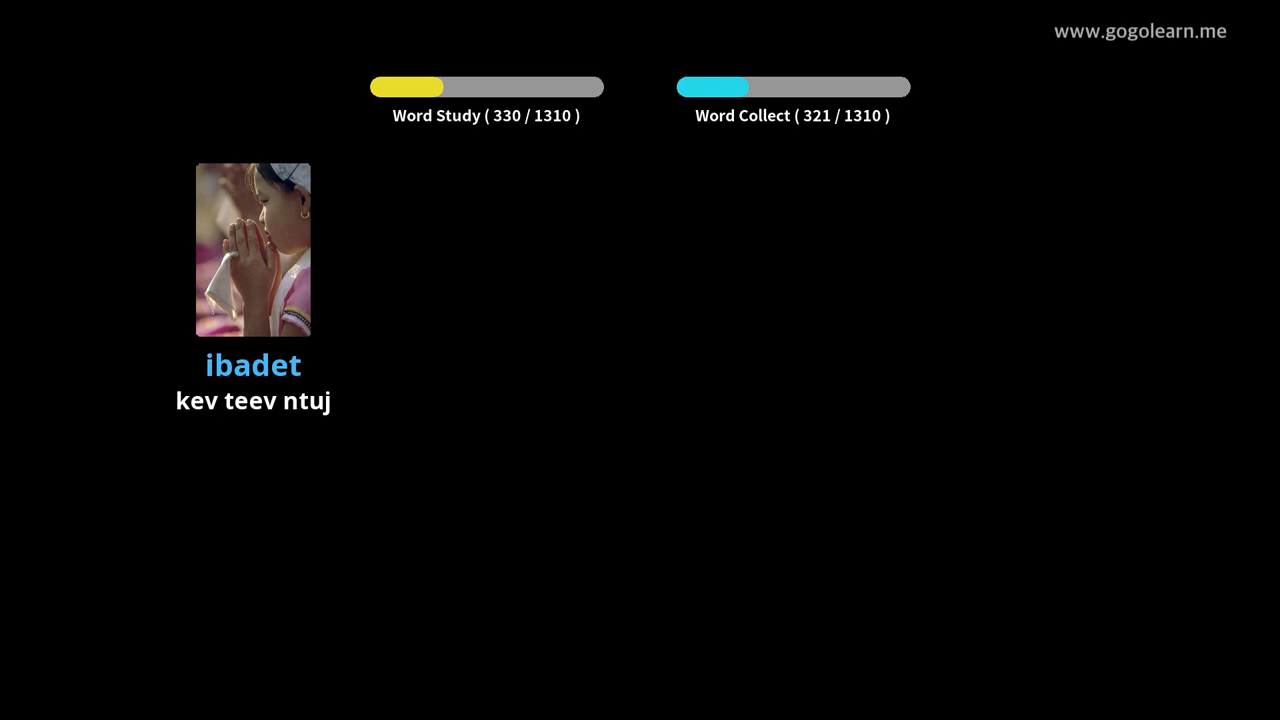 www.gogolearn.me
Word Study ( 330 / 1310 )
Word Collect ( 321 / 1310 )
ibadet
kev teev ntuj